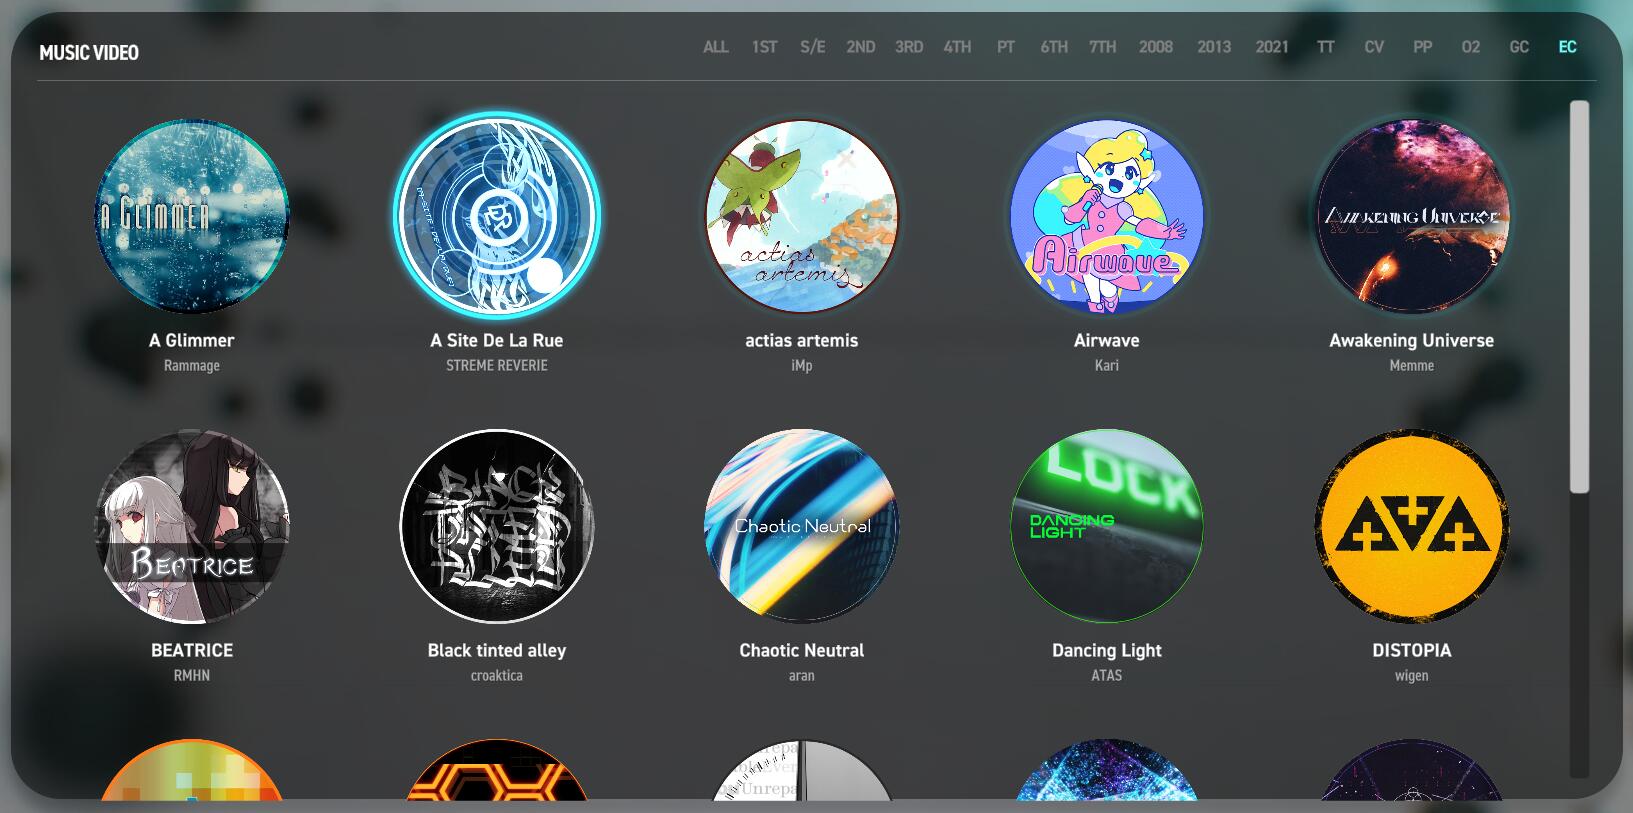 MUSIC VIDEO
ALL 1ST S/E 2ND 3RD 4TH PT 6TH 7TH 2008 2013 2021 TT CV PP O2 GC EC
A GLIMMER
actias
artemis
Airwave
AWAKENING UNIVERSE
A Glimmer
A Site De La Rue
actias artemis
Airwave
Awakening Universe
Rammage
STREME REVERIE
iMp
Kari
Memme
BEATRICE
Chaotic Neutral
LOCK
DANCING
LIGHT
BEATRICE
Black tinted alley
Chaotic Neutral
Dancing Light
DISTOPIA
RMHN
croaktica
aran
ATAS
wigen
Unrepa